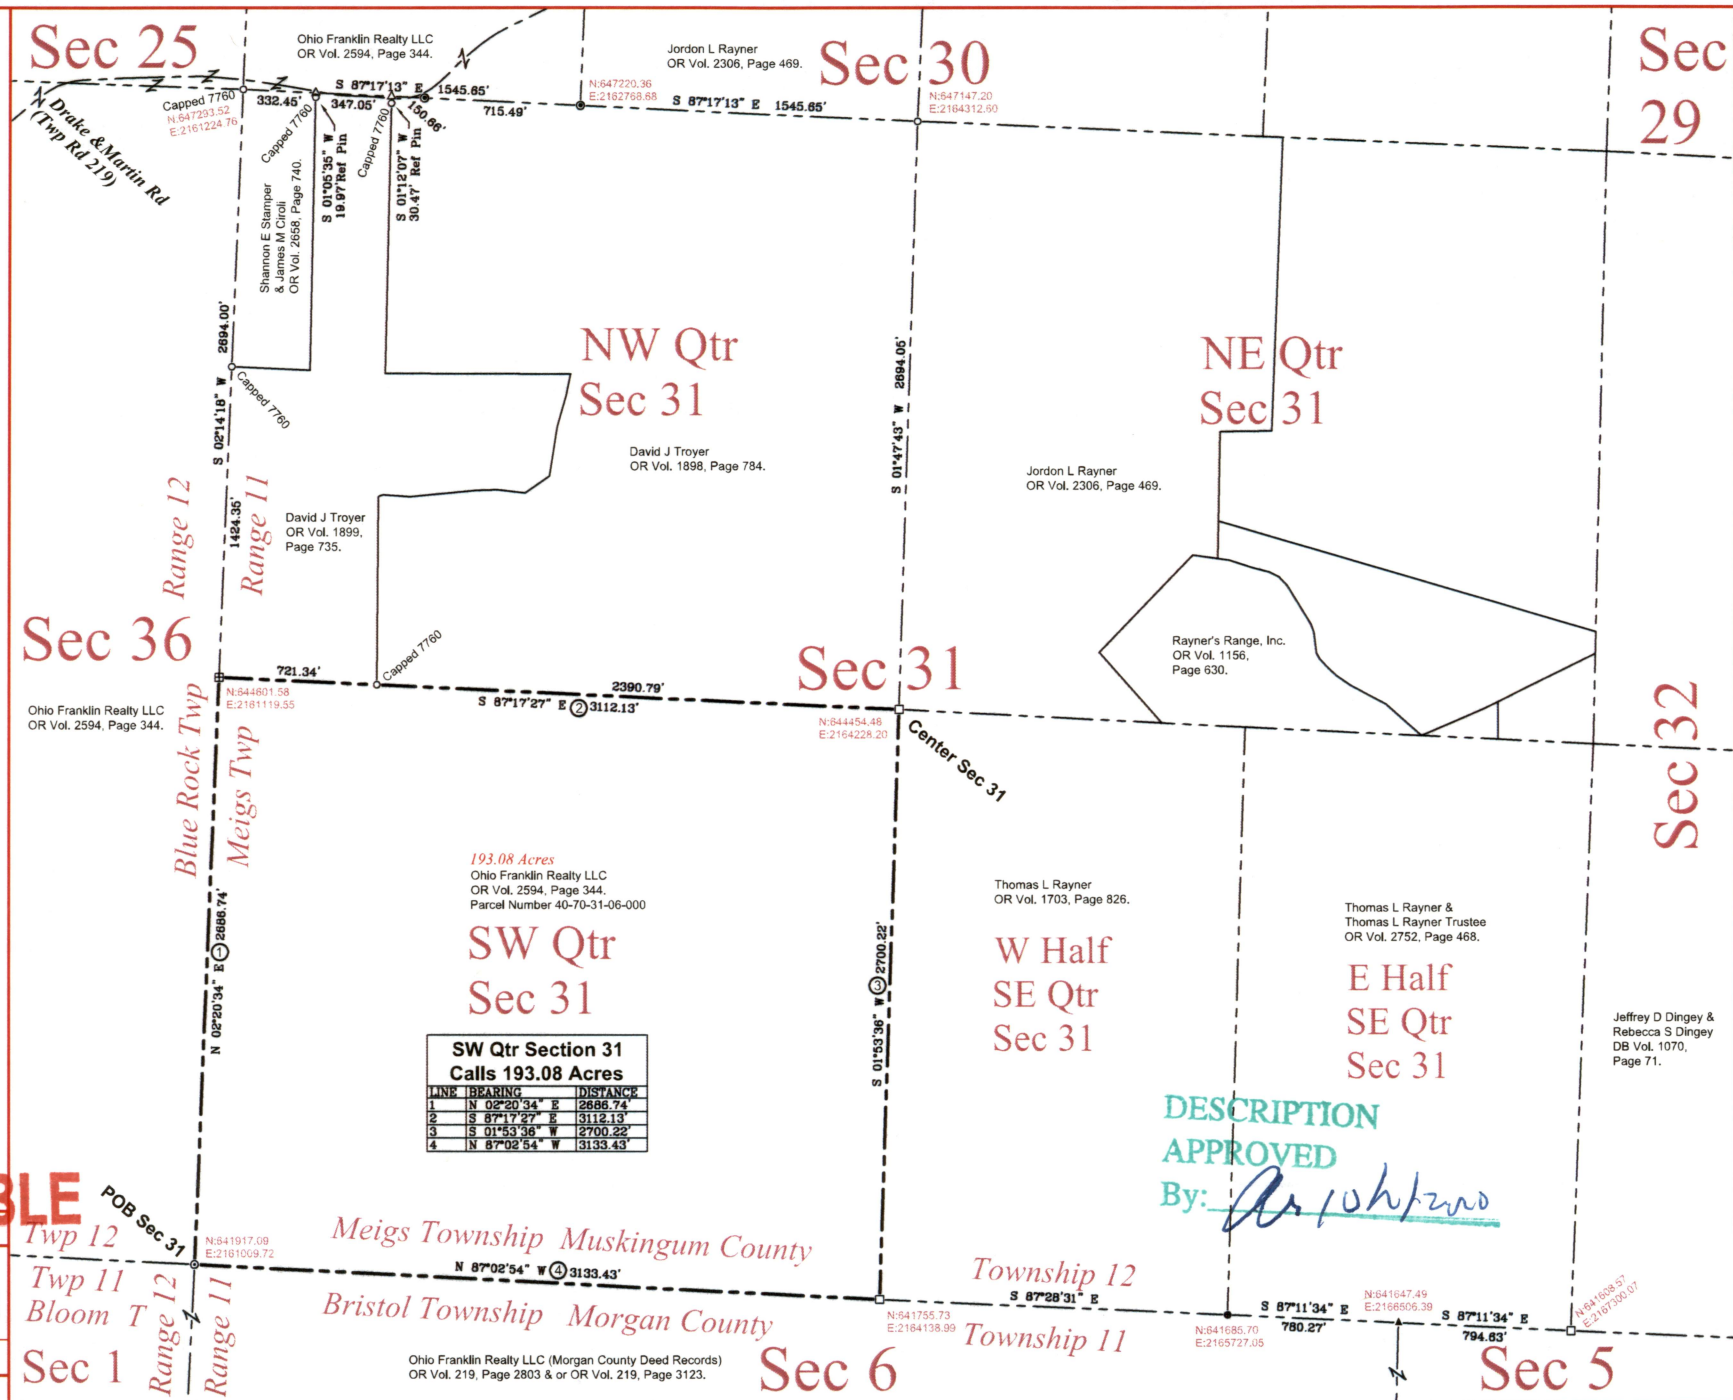 Sec 25
Ohio Franklin Realty LLC
OR Vol. 2594, Page 344.
Jordon L Rayner
OR Vol. 2306, Page 469.
Sec 30
Sec
29
Drake & Martin Rd
(Twp Rd 219)
Capped 7760
N:647293.52
E:2161224.76
332.45'
S 87°17'13" E
1545.65'
347.05'
150.66'
715.49'
N:647220.36
E:2162768.68
S 87°17'13" E 1545.65'
N:647147.20
E:2164312.60
Capped 7760
S 01°05'35" W
19.97' Ref Pin
Capped 7760
S 01°12'07" W
30.47' Ref Pin
Shannon E Stamper
& James M Ciroli
OR Vol. 2658, Page 740.
S 02°14'18" W 2694.00'
Capped 7760
1424.35'
Range 12
Range 11
NW Qtr
Sec 31
David J Troyer
OR Vol. 1898, Page 784.
David J Troyer
OR Vol. 1899,
Page 735.
S 01°47'43" W 2694.05'
NE Qtr
Sec 31
Jordon L Rayner
OR Vol. 2306, Page 469.
Rayner's Range, Inc.
OR Vol. 1156,
Page 630.
Sec 36
Ohio Franklin Realty LLC
OR Vol. 2594, Page 344.
N:644601.58
E:2161119.55
721.34'
Capped 7760
2390.79'
S 87°17'27" E 2 3112.13'
Sec 31
N:644454.48
E:2164228.20
Center Sec 31
Sec 32
Blue Rock Twp
Meigs Twp
N 02°20'34" E 1 2686.74'
193.08 Acres
Ohio Franklin Realty LLC
OR Vol. 2594, Page 344.
Parcel Number 40-70-31-06-000
SW Qtr
Sec 31
S 01°53'36" W 3 2700.22'
Thomas L Rayner
OR Vol. 1703, Page 826.
W Half
SE Qtr
Sec 31
Thomas L Rayner &
Thomas L Rayner Trustee
OR Vol. 2752, Page 468.
E Half
SE Qtr
Sec 31
Jeffrey D Dingey &
Rebecca S Dingey
DB Vol. 1070,
Page 71.
SW Qtr Section 31
Calls 193.08 Acres
LINE BEARING DISTANCE
1 N 02°20'34" E 2686.74'
2 S 87°17'27" E 3112.13'
3 S 01°53'36" W 2700.22'
4 N 87°02'54" W 3133.43'
DESCRIPTION
APPROVED
By:
BLE
POB Sec 31
Twp 12
Twp 11
Bloom T
Sec 1
Range 12
Range 11
N:641917.09
E:2161009.72
Meigs Township Muskingum County
N 87°02'54" W 4 3133.43'
Bristol Township Morgan County
Ohio Franklin Realty LLC (Morgan County Deed Records)
OR Vol. 219, Page 2803 & or OR Vol. 219, Page 3123.
Sec 6
N:641755.73
E:2164138.99
Township 12
S 87°28'31" E
Township 11
N:641685.70
E:2165727.05
S 87°11'34" E
780.27'
N:641647.49
E:2166506.39
S 87°11'34" E
794.63'
N:641608.57
E:2167300.07
Sec 5